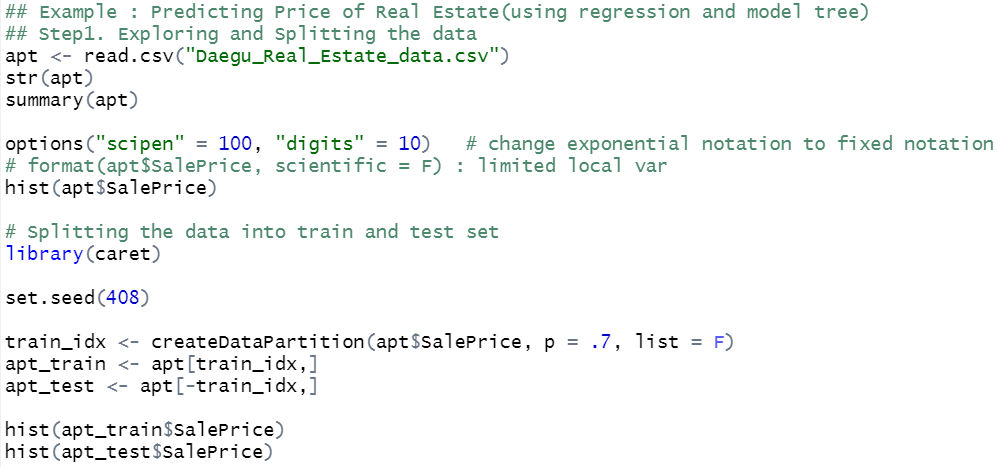 ## Example : Predicting Price of Real Estate(using regression and model tree)
## Step1. Exploring and Splitting the data
apt <- read.csv("Daegu_Real_Estate_data.csv")
str(apt)
summary(apt)
options("scipen" = 100, "digits" = 10)   # change exponential notation to fixed notation
# format(apt$SalePrice, scientific = F) : limited local var
hist(apt$SalePrice)
# Splitting the data into train and test set
library(caret)
set.seed(408)
train_idx <- createDataPartition(apt$SalePrice, p = .7, list = F)
apt_train <- apt[train_idx,]
apt_test <- apt[-train_idx,]
hist(apt_train$SalePrice)
hist(apt_test$SalePrice)